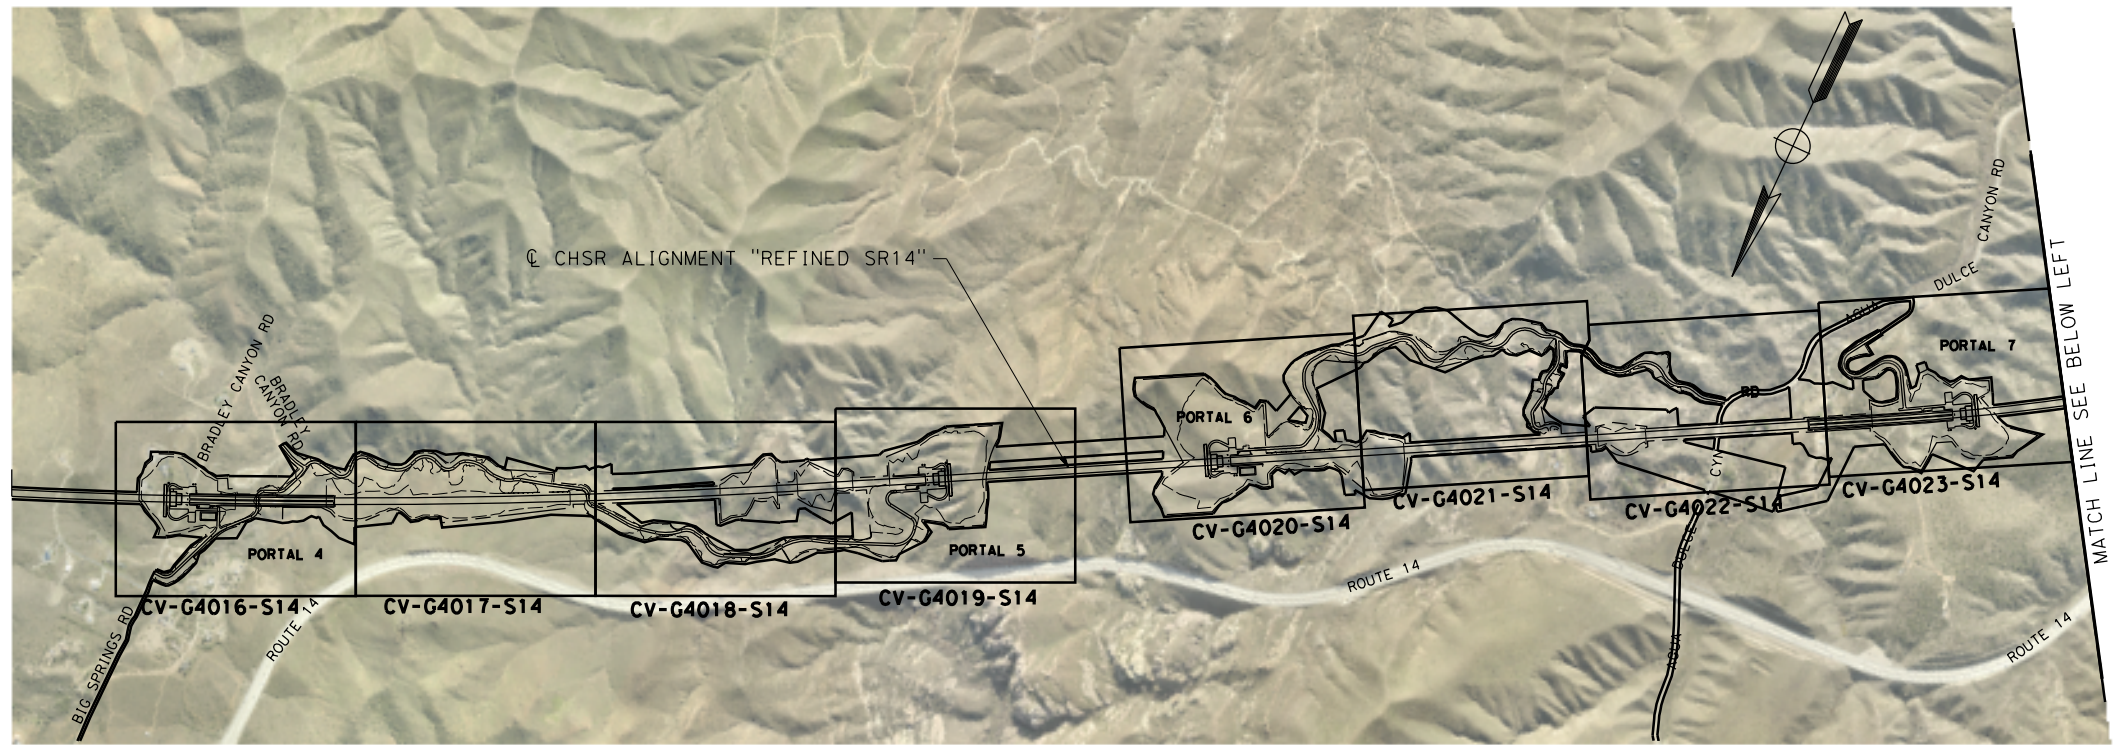 CANYON RD
DULCE
AGUA
PORTAL 7
℄ CHSR ALIGNMENT "REFINED SR14"
MATCH LINE SEE BELOW LEFT
BRADLEY CANYON RD
BRADLEY
CANYON RD
PORTAL 6
RD
CYN
PORTAL 4
PORTAL 5
CV-G4016-S14
CV-G4017-S14
CV-G4018-S14
CV-G4019-S14
CV-G4020-S14
CV-G4021-S14
CV-G4022-S14
CV-G4023-S14
DULCE
AGUA
BIG SPRINGS RD
ROUTE 14
ROUTE 14
ROUTE 14